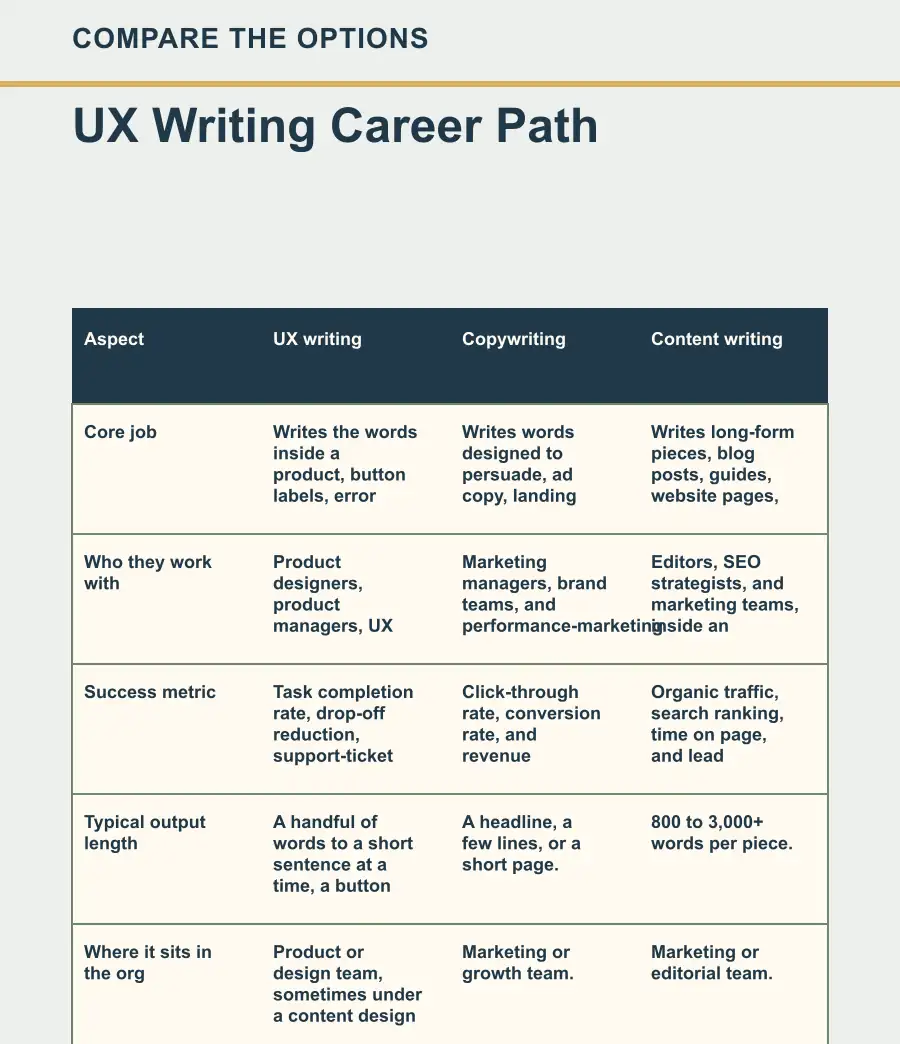 COMPARE THE OPTIONS
UX Writing Career Path
Aspect
UX writing
Copywriting
Content writing
Core job
Writes the words
inside a
product, button
labels, error
Writes words
designed to
persuade, ad
copy, landing
Writes long-form
pieces, blog
posts, guides,
website pages,
Who they work
with
Product
designers,
product
managers, UX
Marketing
managers, brand
teams, and
performance-marketing
Editors, SEO
strategists, and
marketing teams,
inside an
Success metric
Task completion
rate, drop-off
reduction,
support-ticket
Click-through
rate, conversion
rate, and
revenue
Organic traffic,
search ranking,
time on page,
and lead
Typical output
length
A handful of
words to a short
sentence at a
time, a button
A headline, a
few lines, or a
short page.
800 to 3,000+
words per piece.
Where it sits in
the org
Product or
design team,
sometimes under
a content design
Marketing or
growth team.
Marketing or
editorial team.